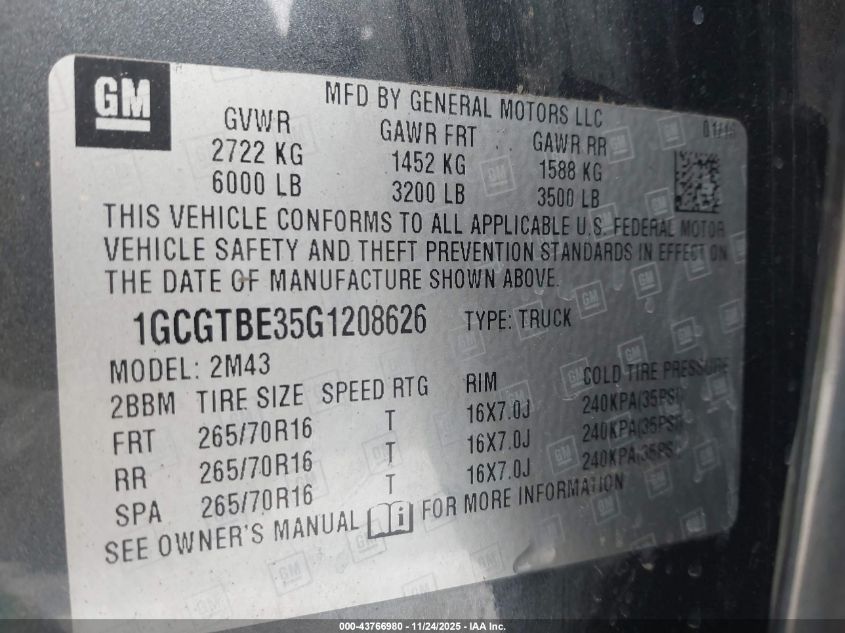 GM
MFD BY GENERAL MOTORS LLC
GVWR GAWR FRT GAWR RR
2722 KG 1452 KG 1588 KG
6000 LB 3200 LB 3500 LB
THIS VEHICLE CONFORMS TO ALL APPLICABLE U.S. FEDERAL MOTOR
VEHICLE SAFETY AND THEFT PREVENTION STANDARDS IN EFFECT ON
THE DATE OF MANUFACTURE SHOWN ABOVE.
1GCGTBE35G1208626 TYPE: TRUCK
MODEL: 2M43
2BBM TIRE SIZE SPEED RTG RIM COLD TIRE PRESSURE
FRT 265/70R16 T 16X7.0J 240KPA(35PSI)
RR 265/70R16 T 16X7.0J 240KPA(35PSI)
SPA 265/70R16 T 16X7.0J 240KPA(35PSI)
SEE OWNER'S MANUAL i FOR MORE INFORMATION
000-43766980 - 11/24/2025 - IAA Inc.